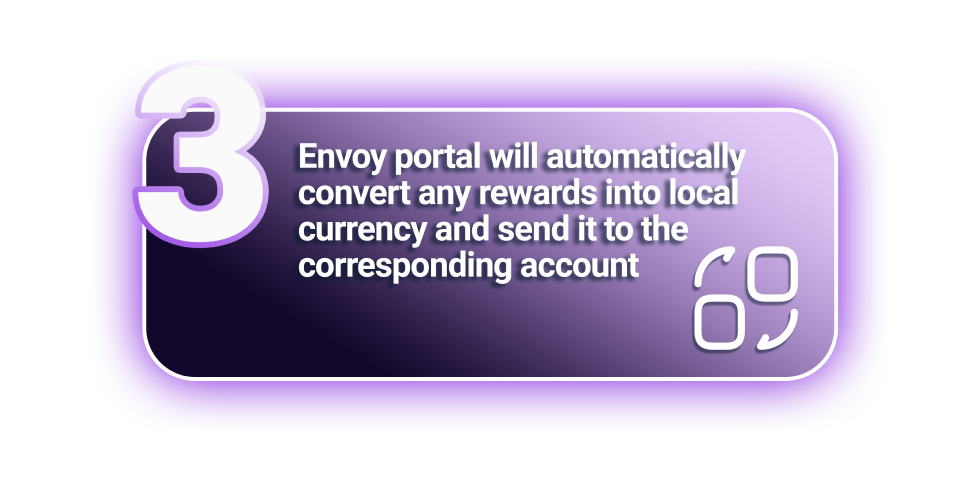 3
Envoy portal will automatically
convert any rewards into local
currency and send it to the
corresponding account